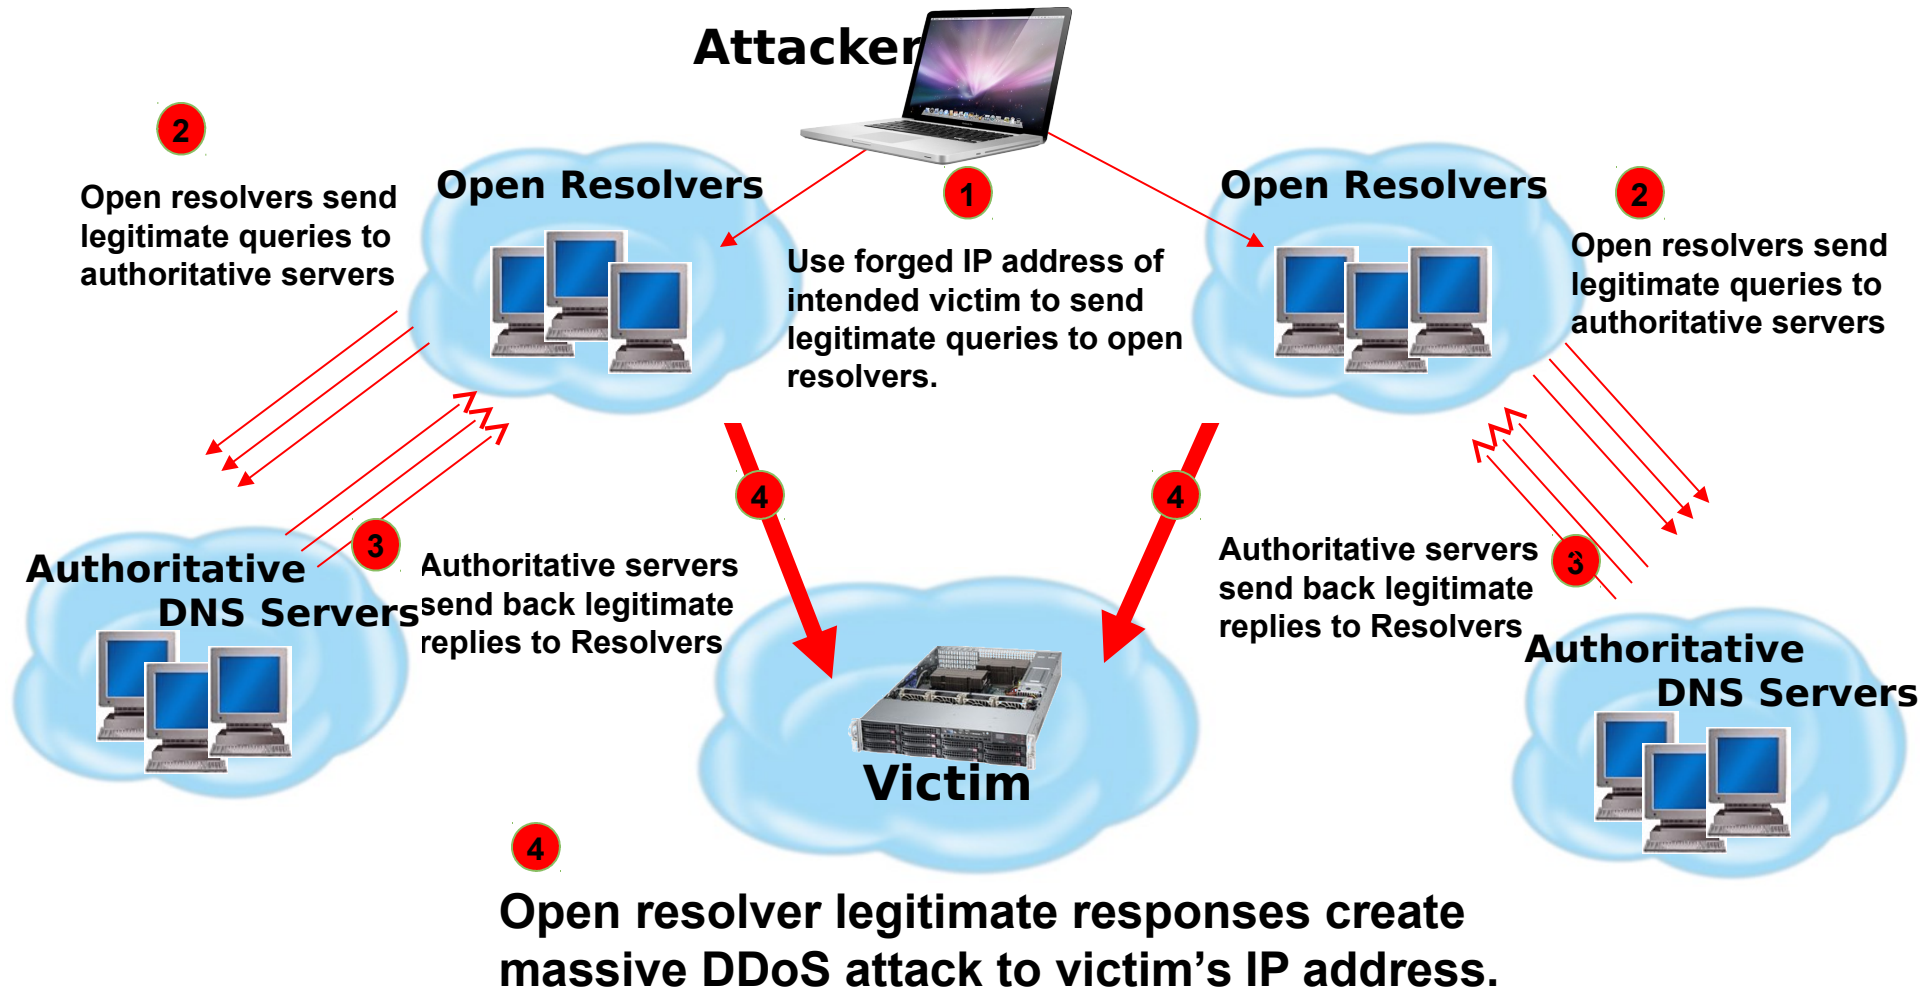 Attacker
2
Open resolvers send
legitimate queries to
authoritative servers
Open Resolvers
1
Use forged IP address of
intended victim to send
legitimate queries to open
resolvers.
Open Resolvers
2
Open resolvers send
legitimate queries to
authoritative servers
4
4
3
Authoritative
DNS Servers
Authoritative servers
send back legitimate
replies to Resolvers
Authoritative servers
send back legitimate
replies to Resolvers
3
Authoritative
DNS Servers
Victim
4
Open resolver legitimate responses create
massive DDoS attack to victim’s IP address.